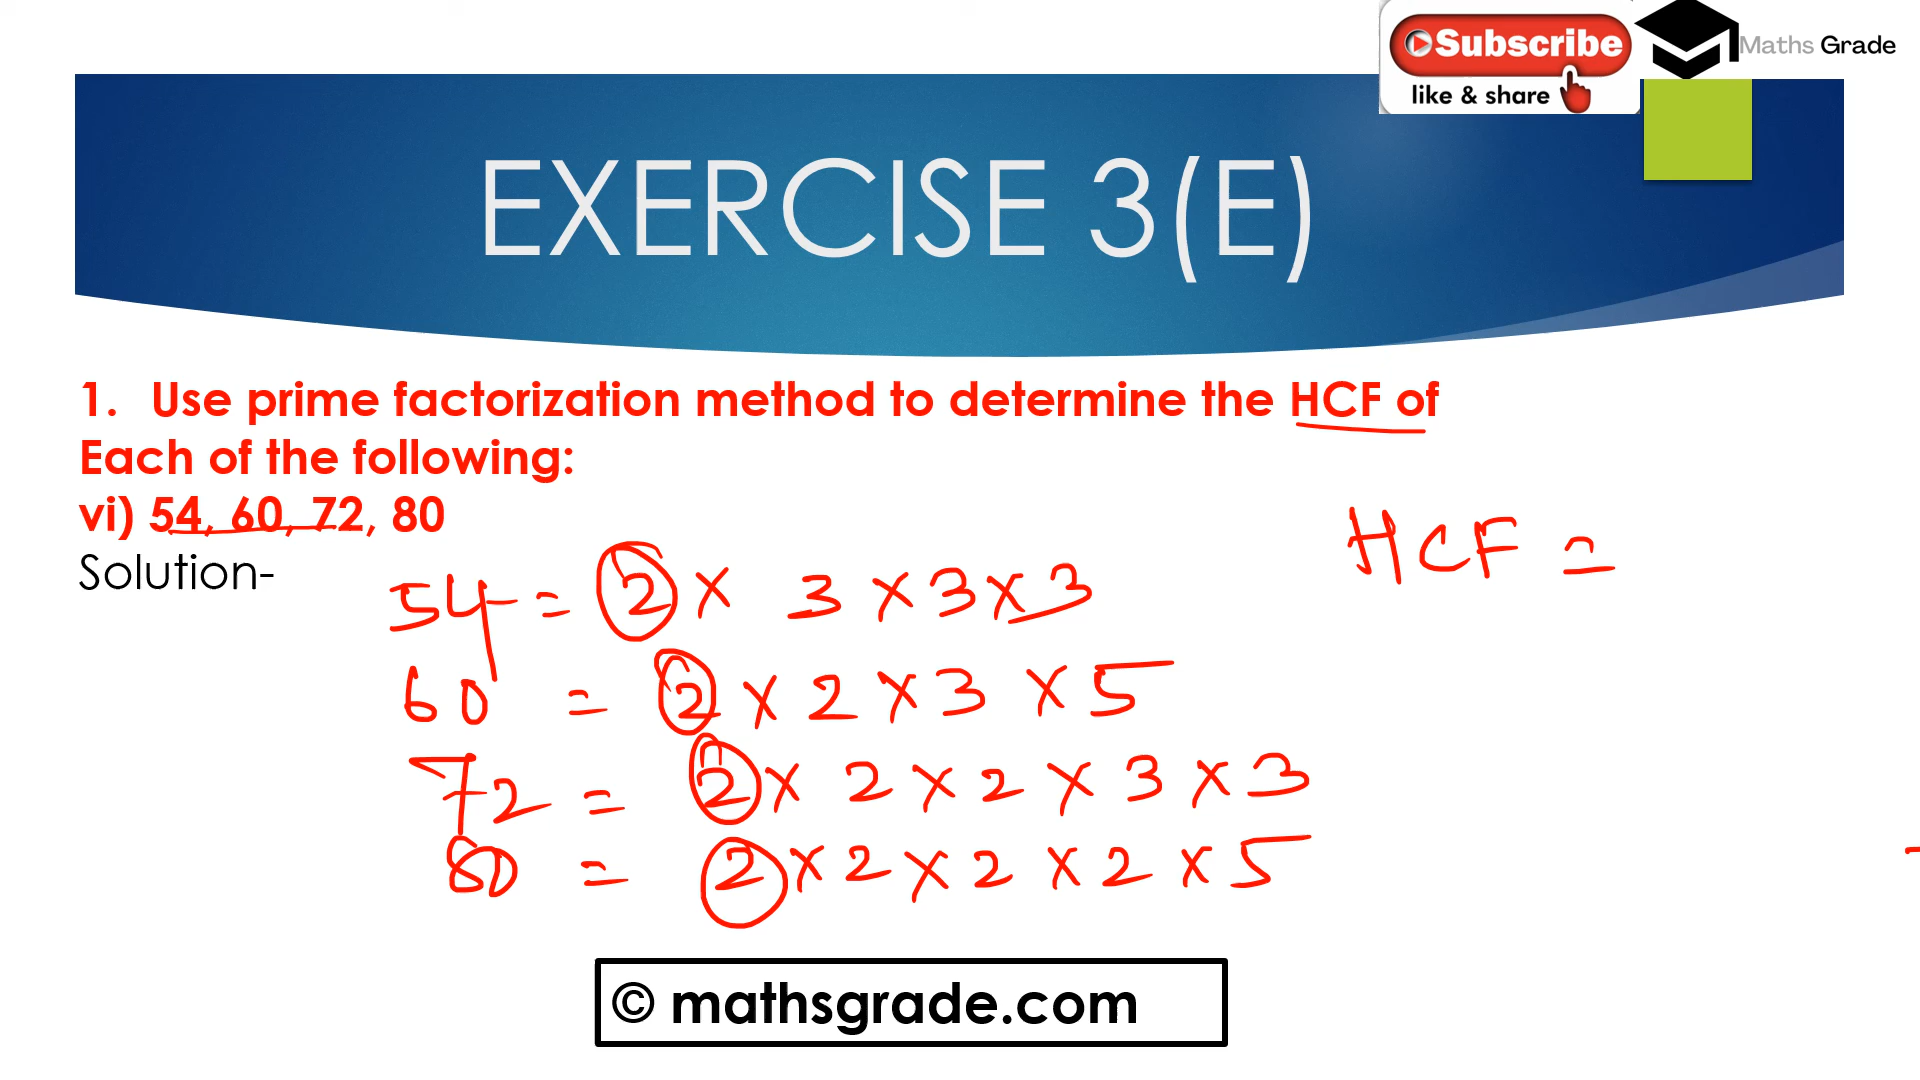 Subscribe
like & share
Maths Grade
EXERCISE 3(E)
1. Use prime factorization method to determine the HCF of
Each of the following:
vi) 54, 60, 72, 80
Solution-
HCF =
54 = 2 × 3 × 3 × 3
60 = 2 × 2 × 3 × 5
72 = 2 × 2 × 2 × 3 × 3
80 = 2 × 2 × 2 × 2 × 5
© mathsgrade.com